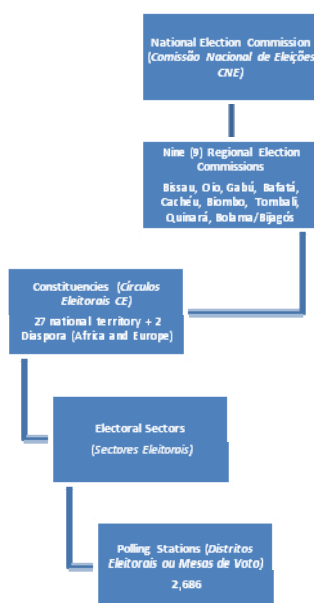 National Election Commission
(Comissão Nacional de Eleições
CNE)
Nine (9) Regional Election
Commissions
Bissau, Oio, Gabú, Bafatá,
Cachéu, Biombo, Tombali,
Quinará, Bolama/Bijagós
Constituencies (Círculos
Eleitorais CE)
27 national territory + 2
Diaspora (Africa and Europe)
Electoral Sectors
(Sectores Eleitorais)
Polling Stations (Distritos
Eleitorais ou Mesas de Voto)
2,686